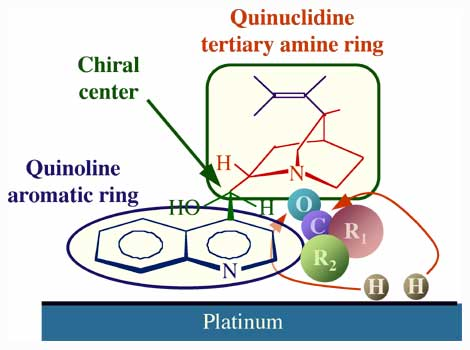 Quinuclidine
tertiary amine ring
Chiral
center
H
N
Quinoline
aromatic ring
HO
H
O
C
R1
R2
N
H
H
Platinum